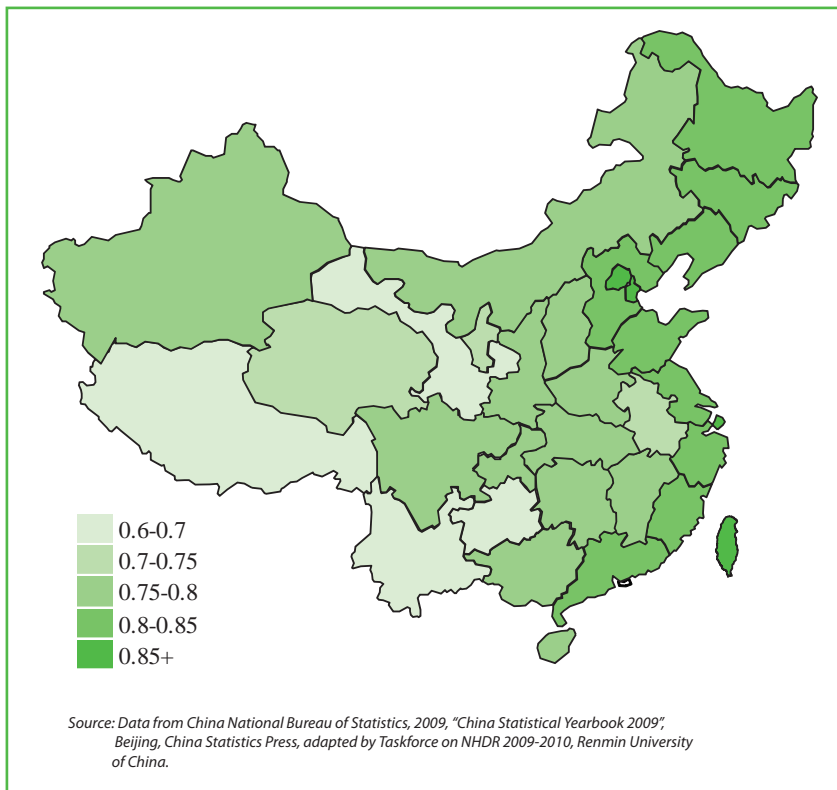 0.6-0.7
0.7-0.75
0.75-0.8
0.8-0.85
0.85+
Source: Data from China National Bureau of Statistics, 2009, “China Statistical Yearbook 2009”,
Beijing, China Statistics Press, adapted by Taskforce on NHDR 2009-2010, Renmin University
of China.